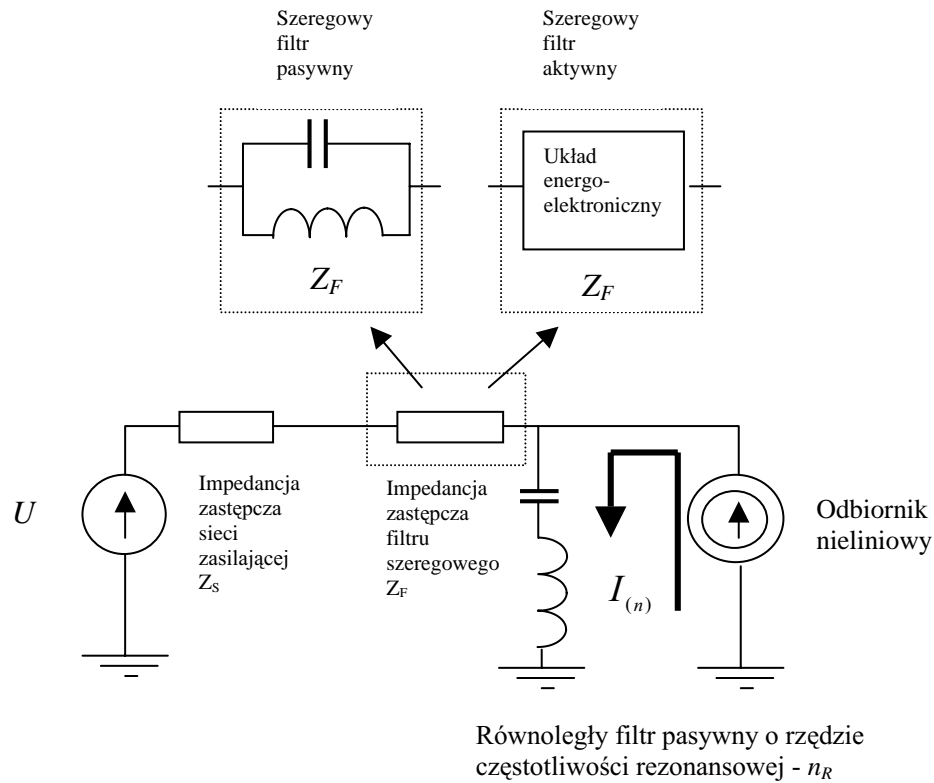 Szeregowy
filtr
pasywny
Szeregowy
filtr
aktywny
Układ
energo-
elektroniczny
Z_F
Z_F
U
Impedancja
zastępcza
sieci
zasilającej
Z_S
Impedancja
zastępcza
filtru
szeregowego
Z_F
I_(n)
Odbiornik
nieliniowy
Równoległy filtr pasywny o rzędzie
częstotliwości rezonansowej - n_R